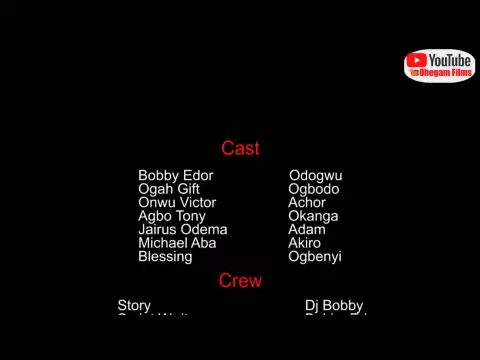 YouTube
Dhegam Films
Cast
Bobby Edor Odogwu
Ogah Gift Ogbodo
Onwu Victor Achor
Agbo Tony Okanga
Jairus Odema Adam
Michael Aba Akiro
Blessing Ogbenyi
Crew
Story Dj Bobby